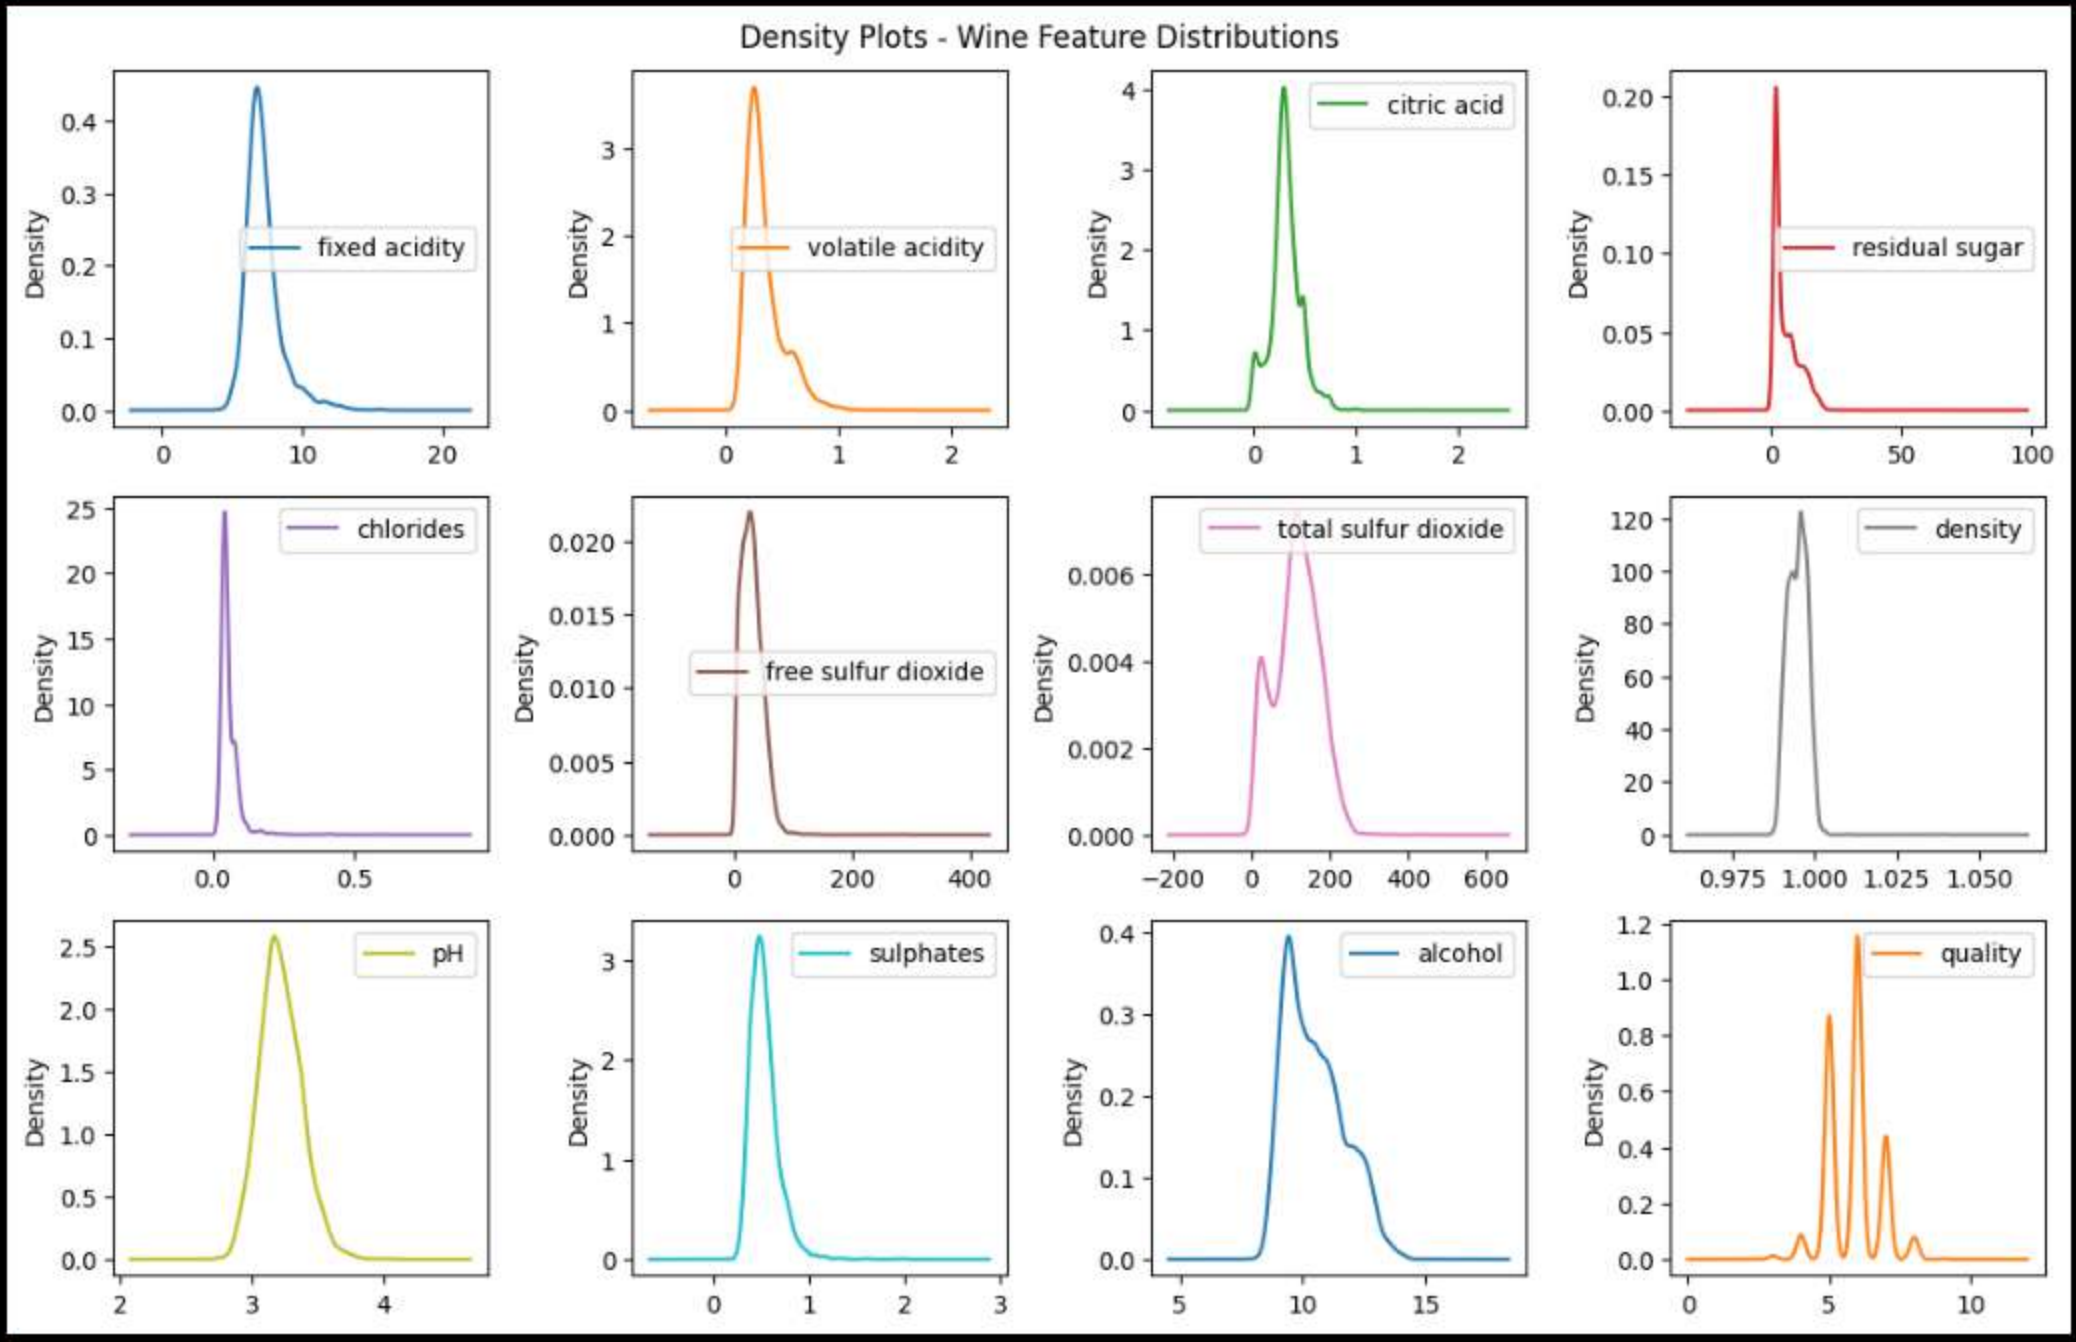 Density Plots - Wine Feature Distributions
Density
0.4
0.3
0.2
0.1
0.0
0 10 20
fixed acidity
Density
3
2
1
0
0 1 2
volatile acidity
Density
4
3
2
1
0
0 1 2
citric acid
Density
0.20
0.15
0.10
0.05
0.00
0 50 100
residual sugar
Density
25
20
15
10
5
0
0.0 0.5
chlorides
Density
0.020
0.015
0.010
0.005
0.000
0 200 400
free sulfur dioxide
Density
0.006
0.004
0.002
0.000
−200 0 200 400 600
total sulfur dioxide
Density
120
100
80
60
40
20
0
0.975 1.000 1.025 1.050
density
Density
2.5
2.0
1.5
1.0
0.5
0.0
2 3 4
pH
Density
3
2
1
0
0 1 2 3
sulphates
Density
0.4
0.3
0.2
0.1
0.0
5 10 15
alcohol
Density
1.2
1.0
0.8
0.6
0.4
0.2
0.0
0 5 10
quality